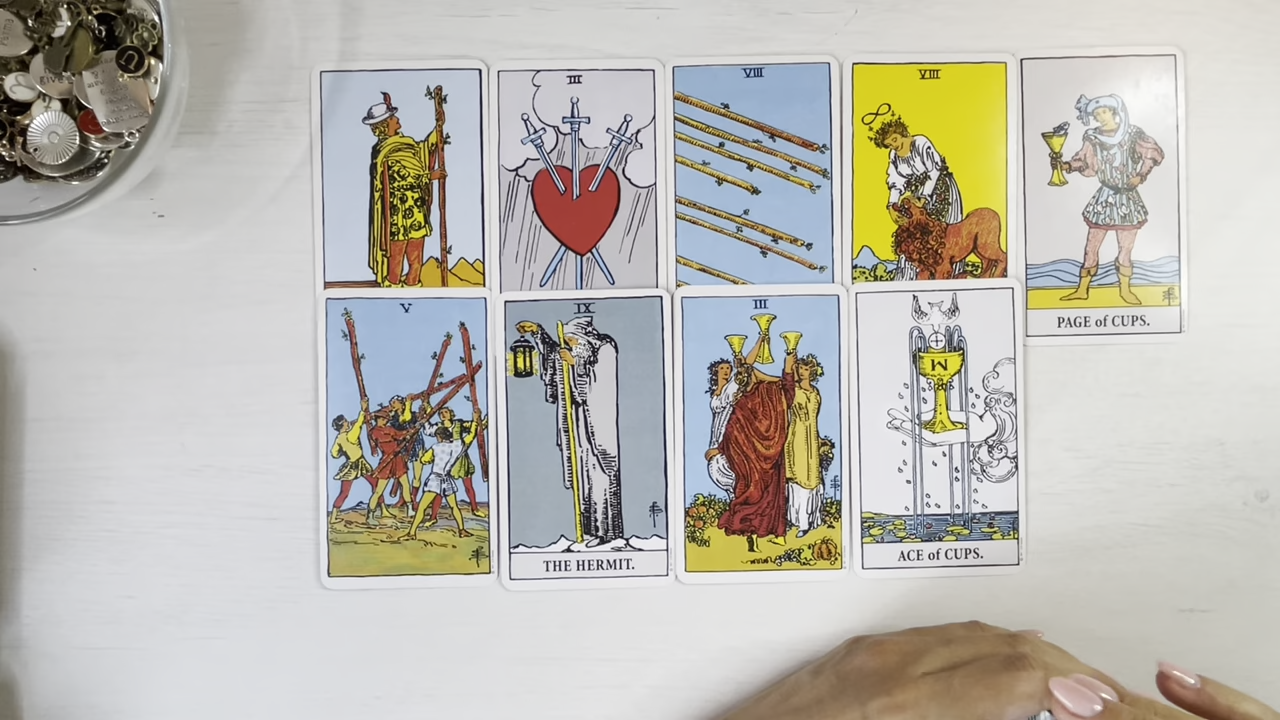 III
VIII
VIII
PAGE of CUPS.
V
IX
III
THE HERMIT.
ACE of CUPS.